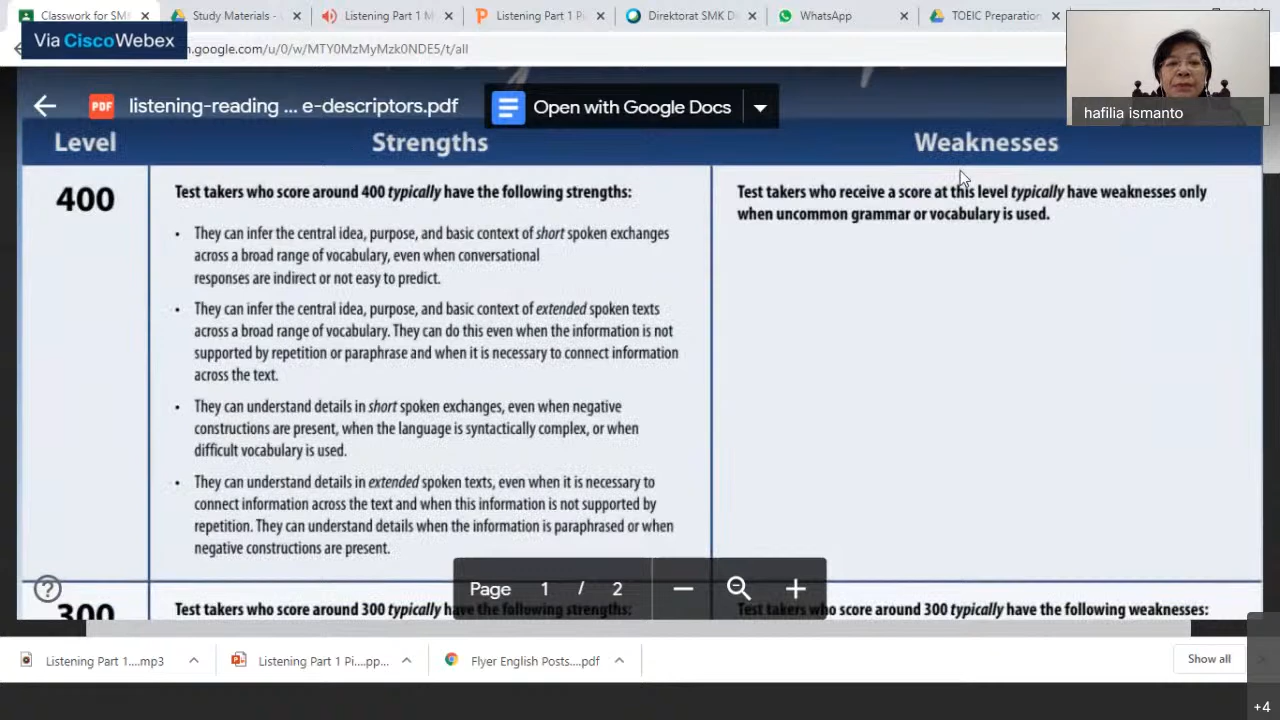 Classwork for SM
Study Materials -
Listening Part 1 M
Listening Part 1 P
Direktorat SMK D
WhatsApp
TOEIC Preparation
Via CiscoWebex
.google.com/u/0/w/MTY0MzMyMzk0NDE5/t/all
PDF
listening-reading ... e-descriptors.pdf
Open with Google Docs
hafilia ismanto
Level
Strengths
Weaknesses
400
Test takers who score around 400 typically have the following strengths:
• They can infer the central idea, purpose, and basic context of short spoken exchanges
across a broad range of vocabulary, even when conversational
responses are indirect or not easy to predict.
• They can infer the central idea, purpose, and basic context of extended spoken texts
across a broad range of vocabulary. They can do this even when the information is not
supported by repetition or paraphrase and when it is necessary to connect information
across the text.
• They can understand details in short spoken exchanges, even when negative
constructions are present, when the language is syntactically complex, or when
difficult vocabulary is used.
• They can understand details in extended spoken texts, even when it is necessary to
connect information across the text and when this information is not supported by
repetition. They can understand details when the information is paraphrased or when
negative constructions are present.
Test takers who receive a score at this level typically have weaknesses only
when uncommon grammar or vocabulary is used.
300
Test takers who score around 300 typically have the following strengths:
Test takers who score around 300 typically have the following weaknesses:
Page 1 / 2
Listening Part 1....mp3
Listening Part 1 Pi....pp...
Flyer English Posts....pdf
Show all
+4